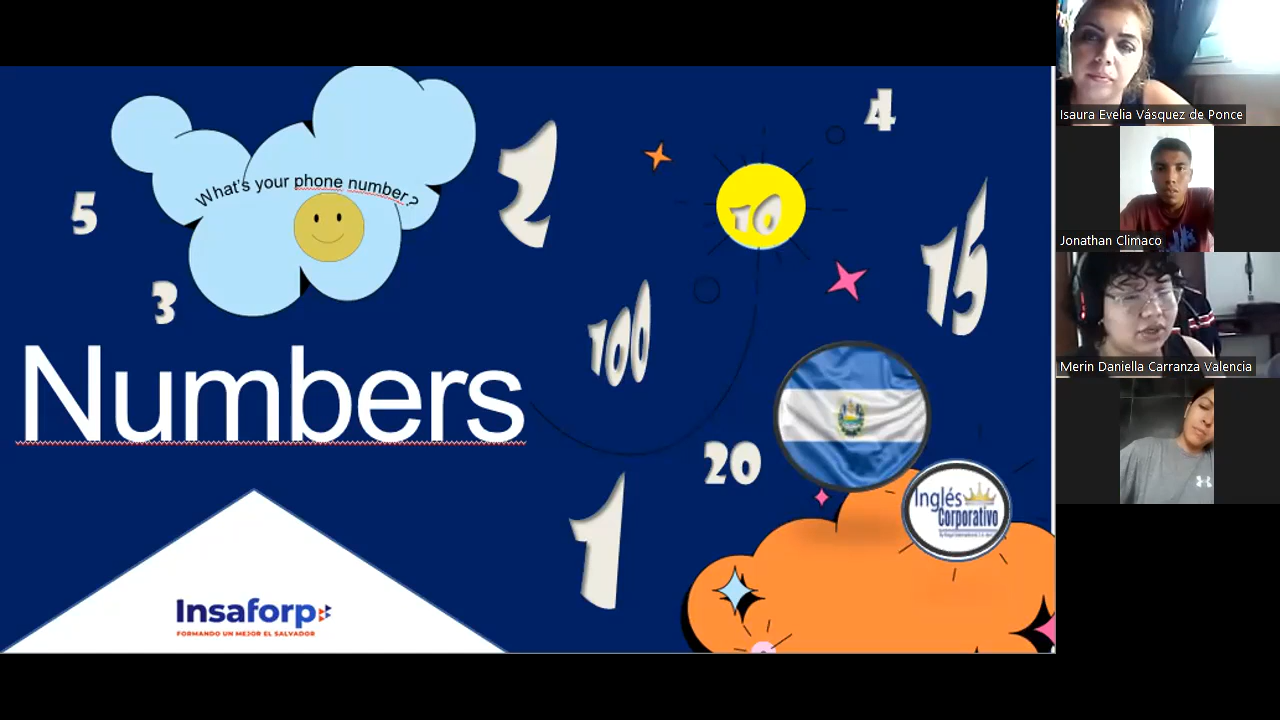 What's your phone number?
5
3
2
10
4
15
100
Numbers
20
1
Inglés
Corporativo
Insaforp
FORMANDO UN MEJOR EL SALVADOR
Isaura Evelia Vásquez de Ponce
Jonathan Climaco
Merin Daniella Carranza Valencia